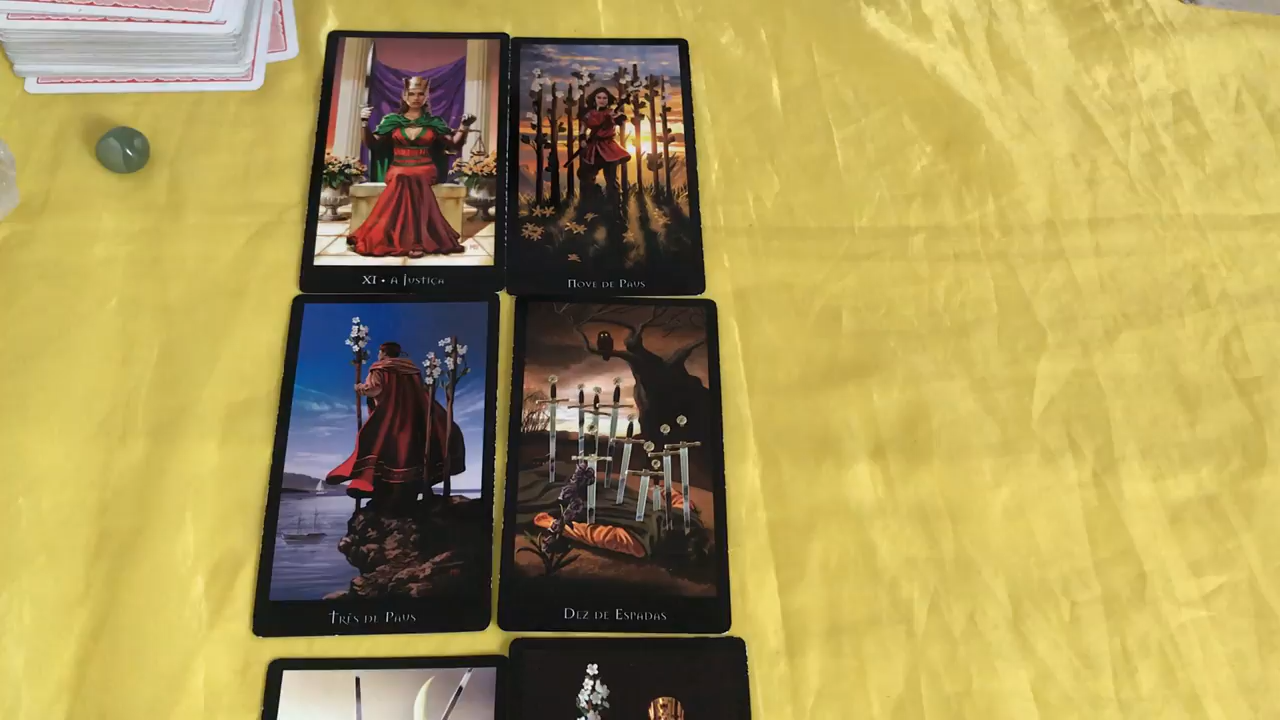 XI • A Justiça
Nove de Paus
Três de Paus
Dez de Espadas